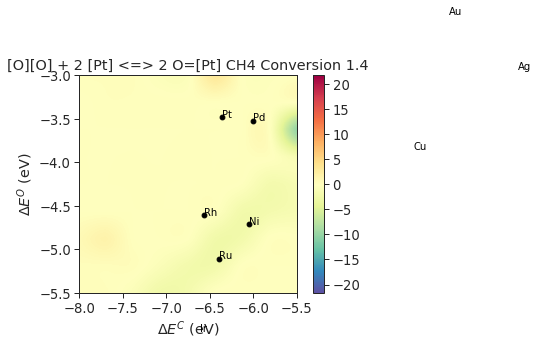 Au
Ag
[O][O] + 2 [Pt] <=> 2 O=[Pt] CH4 Conversion 1.4
Cu
−3.0
−3.5
−4.0
−4.5
−5.0
−5.5
ΔE^O (eV)
Pt
Pd
Rh
Ni
Ru
−8.0 −7.5 −7.0 −6.5 −6.0 −5.5
ΔE^C (eV)
Ir
20
15
10
5
0
−5
−10
−15
−20